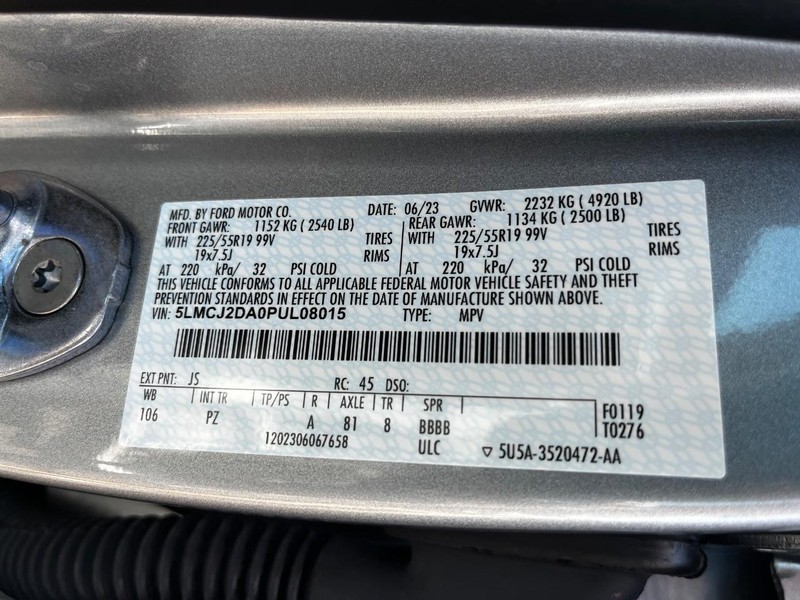 MFD. BY FORD MOTOR CO. DATE: 06/23 GVWR: 2232 KG ( 4920 LB)
FRONT GAWR: 1152 KG ( 2540 LB) REAR GAWR: 1134 KG ( 2500 LB)
WITH 225/55R19 99V TIRES WITH 225/55R19 99V TIRES
19x7.5J RIMS 19x7.5J RIMS
AT 220 kPa/ 32 PSI COLD AT 220 kPa/ 32 PSI COLD
THIS VEHICLE CONFORMS TO ALL APPLICABLE FEDERAL MOTOR VEHICLE SAFETY AND THEFT
PREVENTION STANDARDS IN EFFECT ON THE DATE OF MANUFACTURE SHOWN ABOVE.
VIN: 5LMCJ2DA0PUL08015 TYPE: MPV
EXT PNT: JS RC: 45 DSO:
WB INT TR TP/PS R AXLE TR SPR F0119
106 PZ A 81 8 BBBB T0276
1202306067658 ULC ▽ 5U5A-3520472-AA